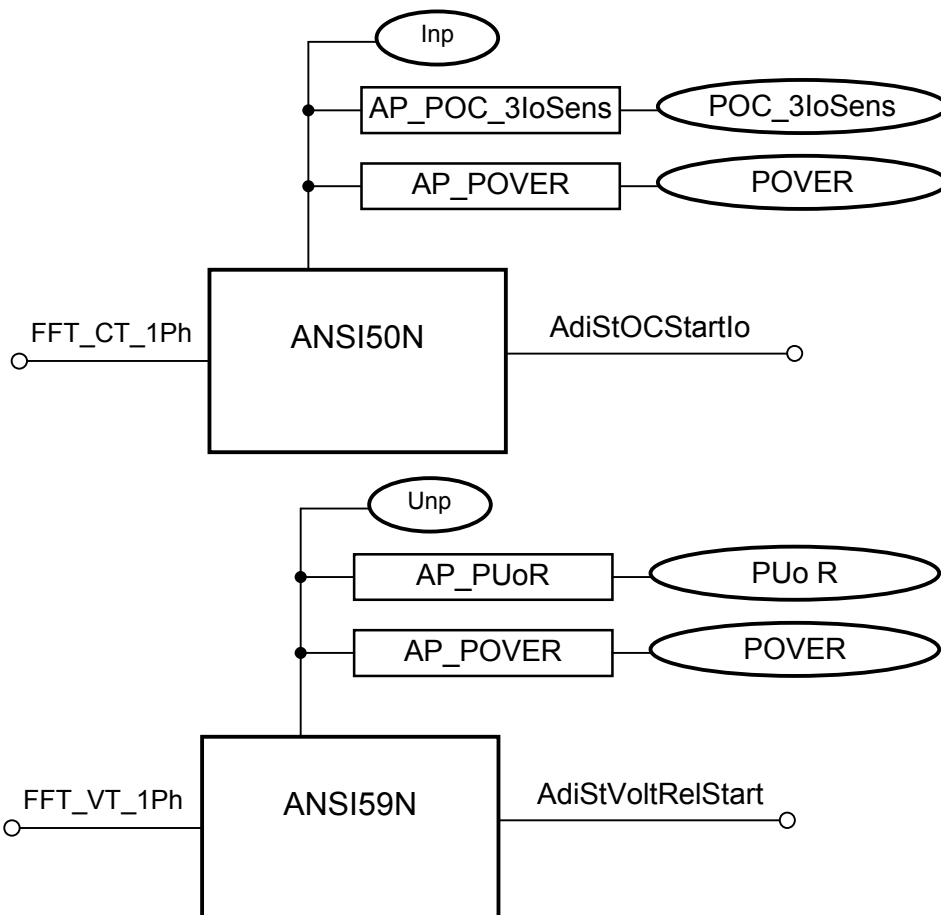 Inp
AP_POC_3IoSens
POC_3IoSens
AP_POVER
POVER
FFT_CT_1Ph
ANSI50N
AdiStOCStartIo
Unp
AP_PUoR
PUo R
AP_POVER
POVER
FFT_VT_1Ph
ANSI59N
AdiStVoltRelStart